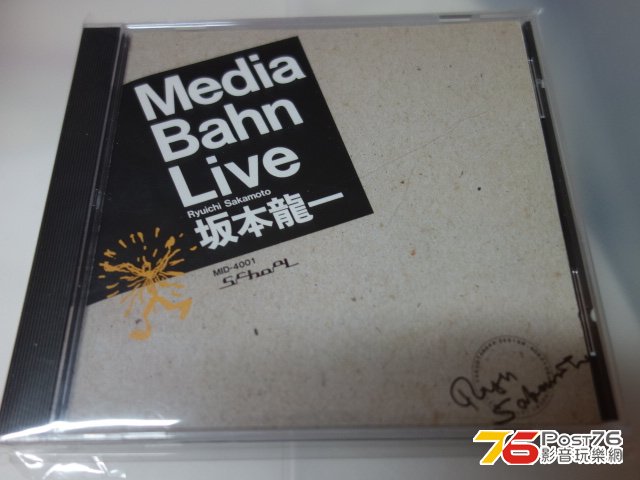 Media
Bahn
Live
Ryuichi Sakamoto
坂本龍一
MID-4001
School
Ryu
Sakamoto
76 Post76
影音玩樂網